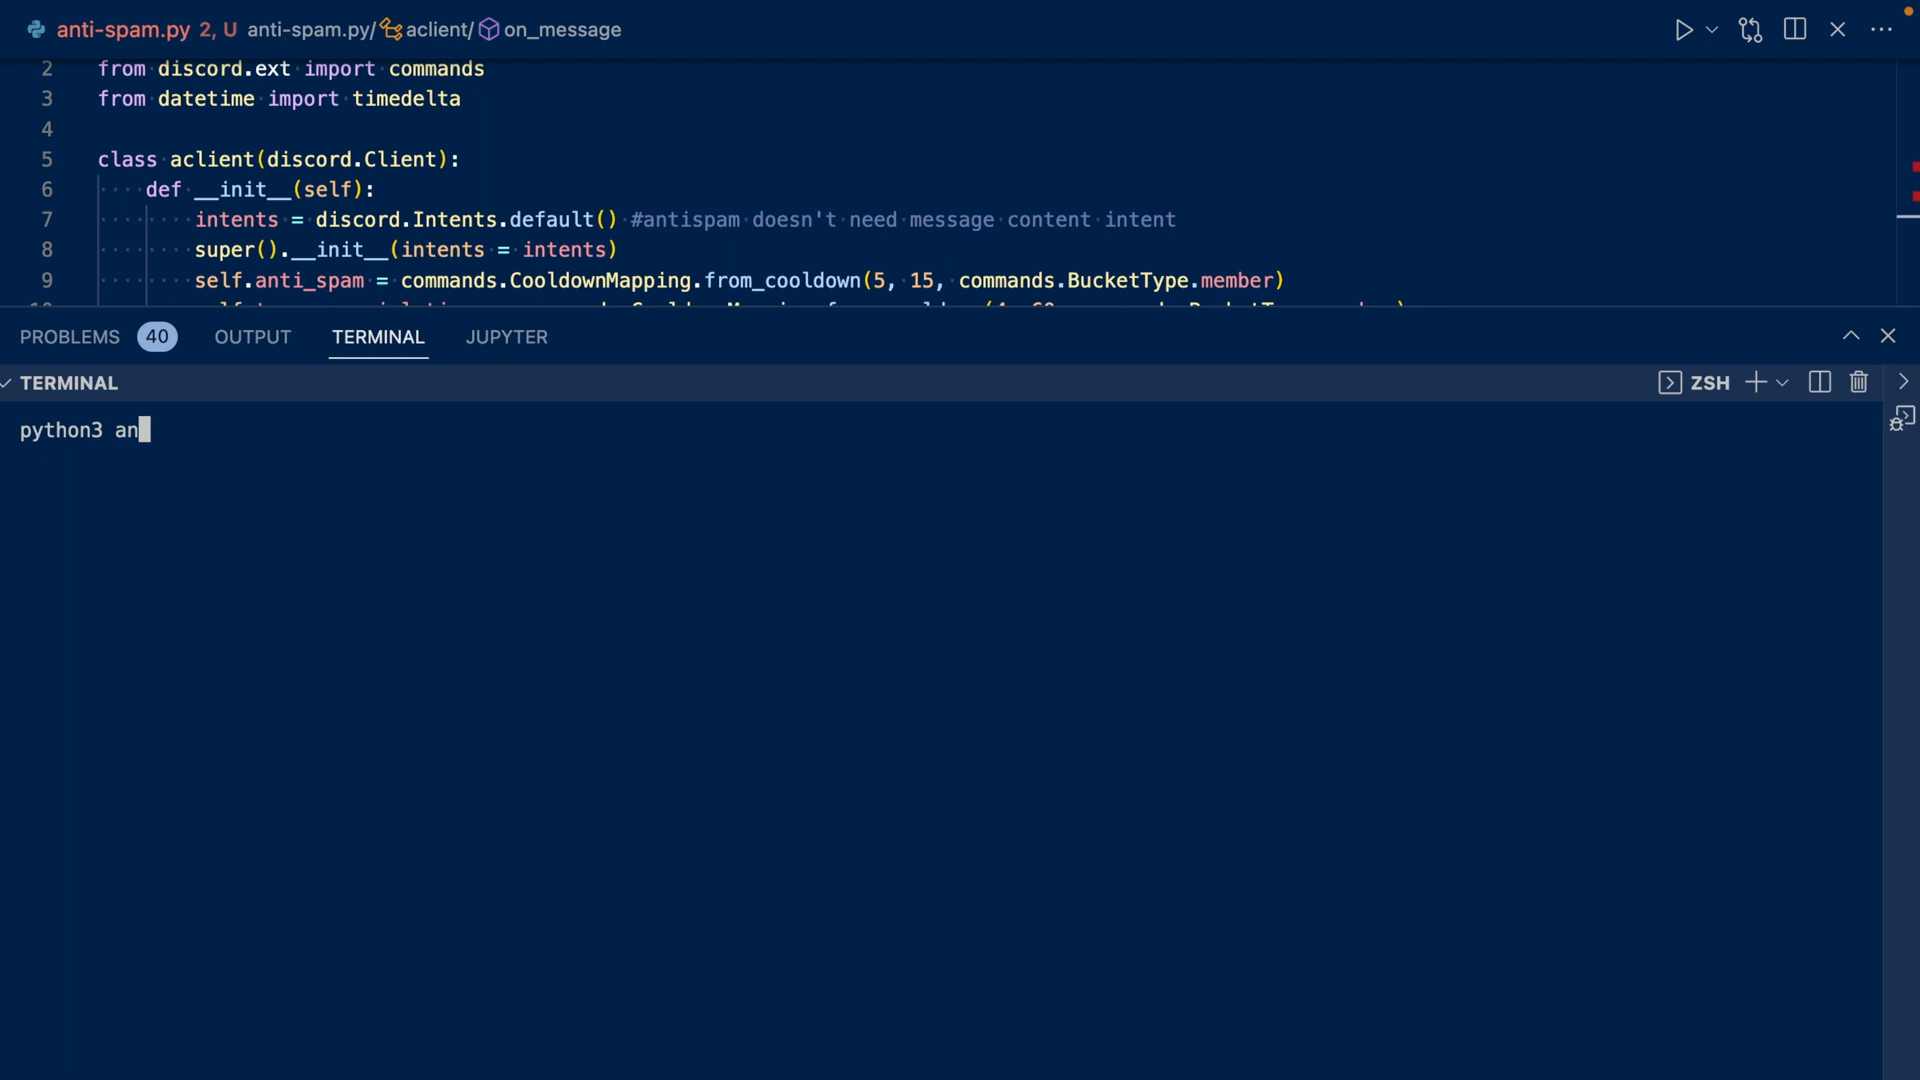 anti-spam.py 2, U anti-spam.py/ aclient/ on_message
2 from discord.ext import commands
3 from datetime import timedelta
4
5 class aclient(discord.Client):
6 def __init__(self):
7 intents = discord.Intents.default() #antispam doesn't need message content intent
8 super().__init__(intents = intents)
9 self.anti_spam = commands.CooldownMapping.from_cooldown(5, 15, commands.BucketType.member)
PROBLEMS 40 OUTPUT TERMINAL JUPYTER
TERMINAL ZSH
python3 an